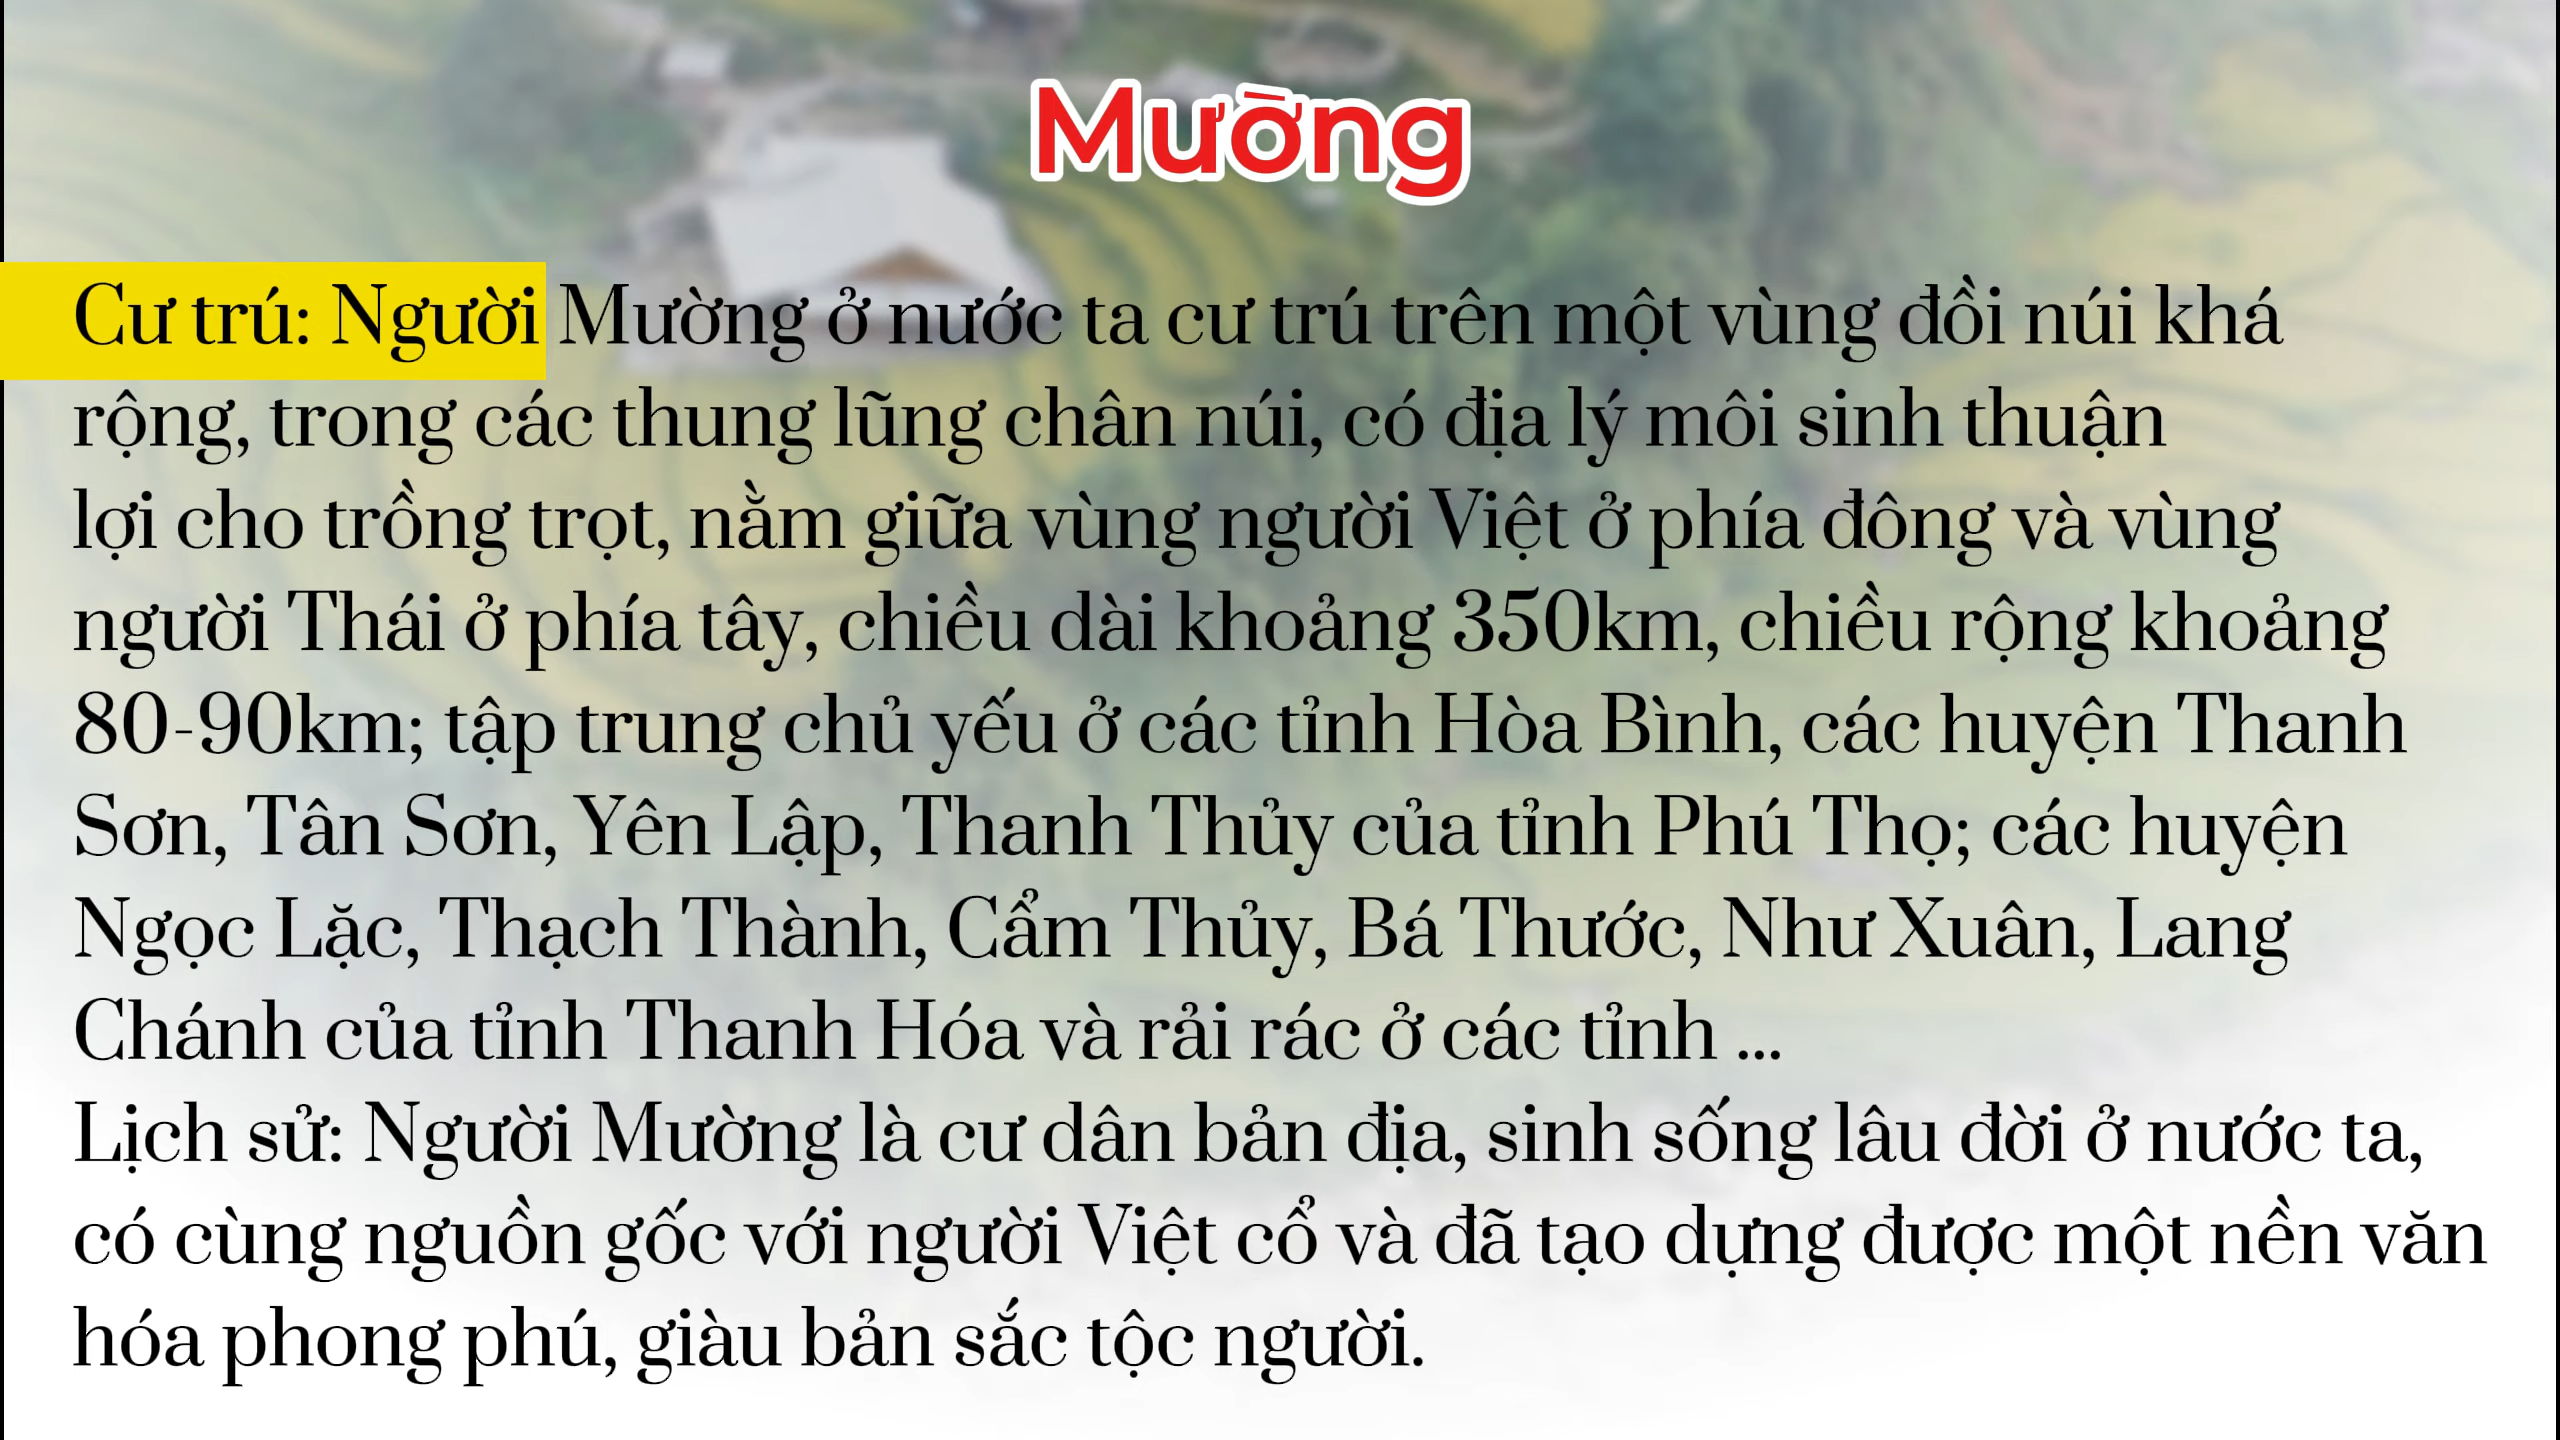 Mường
Cư trú: Người Mường ở nước ta cư trú trên một vùng đồi núi khá
rộng, trong các thung lũng chân núi, có địa lý môi sinh thuận
lợi cho trồng trọt, nằm giữa vùng người Việt ở phía đông và vùng
người Thái ở phía tây, chiều dài khoảng 350km, chiều rộng khoảng
80-90km; tập trung chủ yếu ở các tỉnh Hòa Bình, các huyện Thanh
Sơn, Tân Sơn, Yên Lập, Thanh Thủy của tỉnh Phú Thọ; các huyện
Ngọc Lặc, Thạch Thành, Cẩm Thủy, Bá Thước, Như Xuân, Lang
Chánh của tỉnh Thanh Hóa và rải rác ở các tỉnh ...
Lịch sử: Người Mường là cư dân bản địa, sinh sống lâu đời ở nước ta,
có cùng nguồn gốc với người Việt cổ và đã tạo dựng được một nền văn
hóa phong phú, giàu bản sắc tộc người.